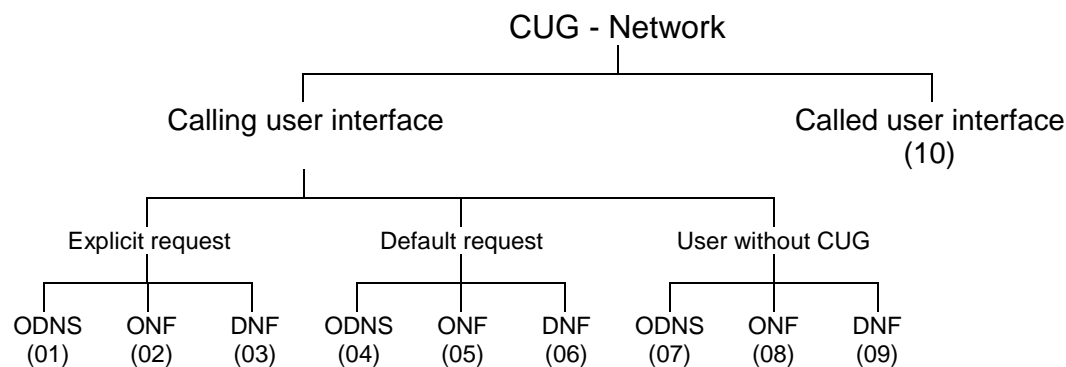 CUG - Network
Calling user interface
Called user interface
(10)
Explicit request
Default request
User without CUG
ODNS
(01)
ONF
(02)
DNF
(03)
ODNS
(04)
ONF
(05)
DNF
(06)
ODNS
(07)
ONF
(08)
DNF
(09)